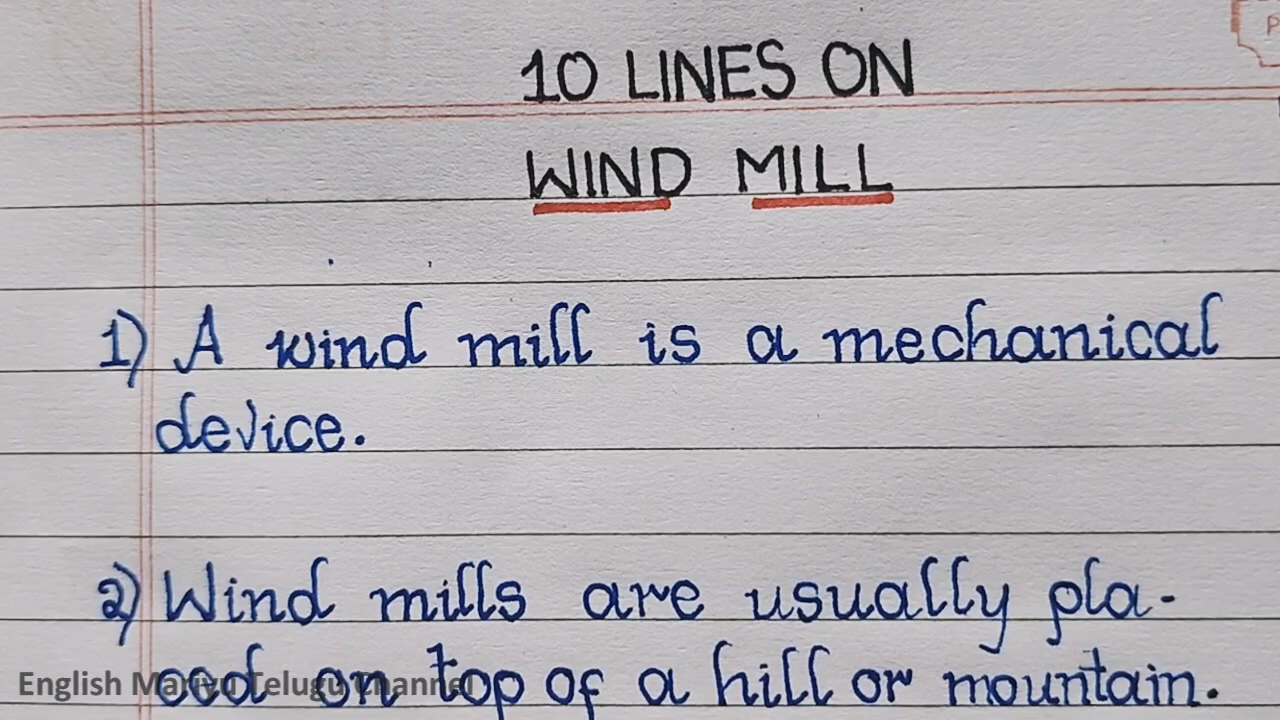 10 LINES ON
WIND MILL
1) A wind mill is a mechanical
device.
2) Wind mills are usually pla-
ced on top of a hill or mountain.
English Mariyu Telugu channel
P